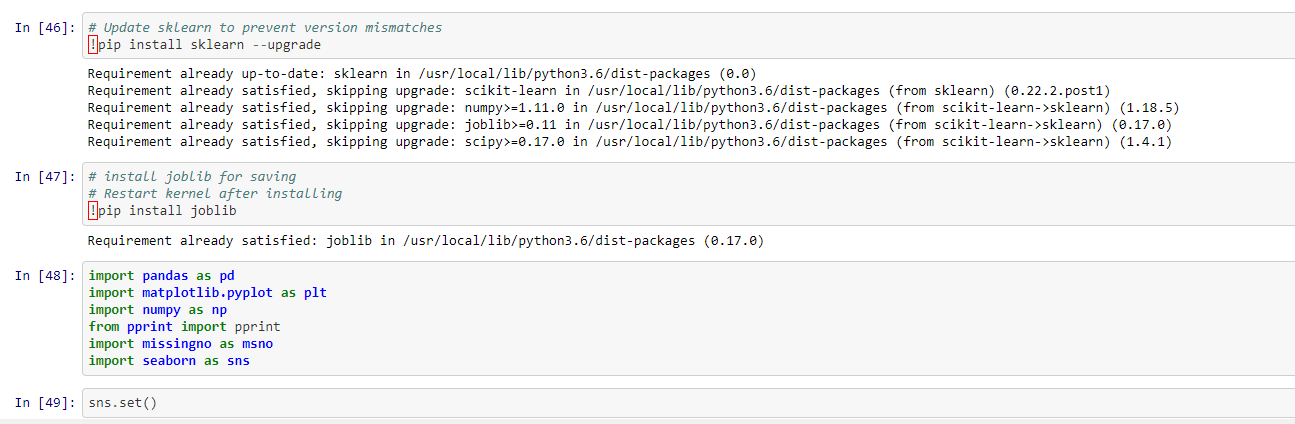 In [46]: # Update sklearn to prevent version mismatches
!pip install sklearn --upgrade
Requirement already up-to-date: sklearn in /usr/local/lib/python3.6/dist-packages (0.0)
Requirement already satisfied, skipping upgrade: scikit-learn in /usr/local/lib/python3.6/dist-packages (from sklearn) (0.22.2.post1)
Requirement already satisfied, skipping upgrade: numpy>=1.11.0 in /usr/local/lib/python3.6/dist-packages (from scikit-learn->sklearn) (1.18.5)
Requirement already satisfied, skipping upgrade: joblib>=0.11 in /usr/local/lib/python3.6/dist-packages (from scikit-learn->sklearn) (0.17.0)
Requirement already satisfied, skipping upgrade: scipy>=0.17.0 in /usr/local/lib/python3.6/dist-packages (from scikit-learn->sklearn) (1.4.1)
In [47]: # install joblib for saving
# Restart kernel after installing
!pip install joblib
Requirement already satisfied: joblib in /usr/local/lib/python3.6/dist-packages (0.17.0)
In [48]: import pandas as pd
import matplotlib.pyplot as plt
import numpy as np
from pprint import pprint
import missingno as msno
import seaborn as sns
In [49]: sns.set()